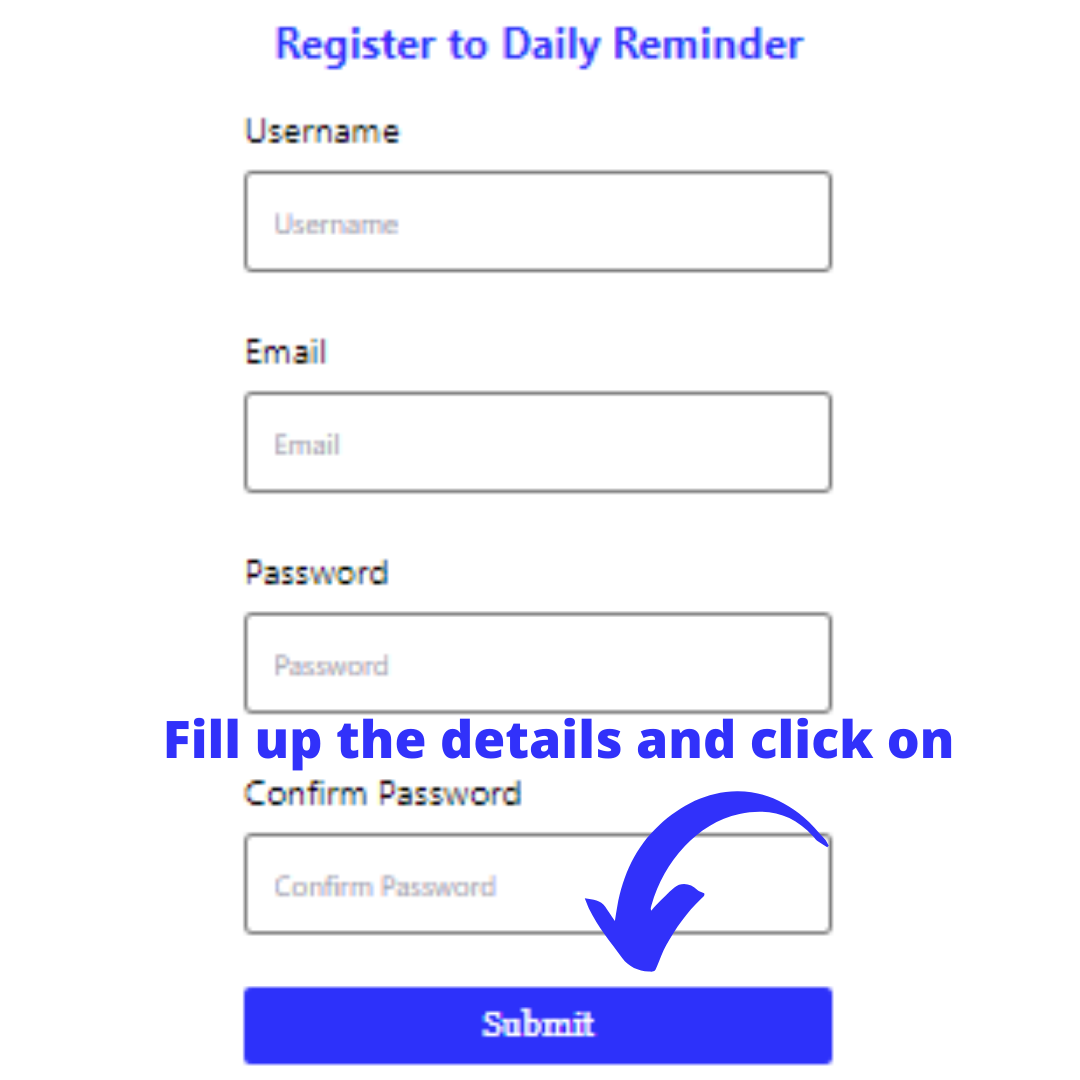 Register to Daily Reminder
Username
Username
Email
Email
Password
Password
Fill up the details and click on
Confirm Password
Confirm Password
Submit